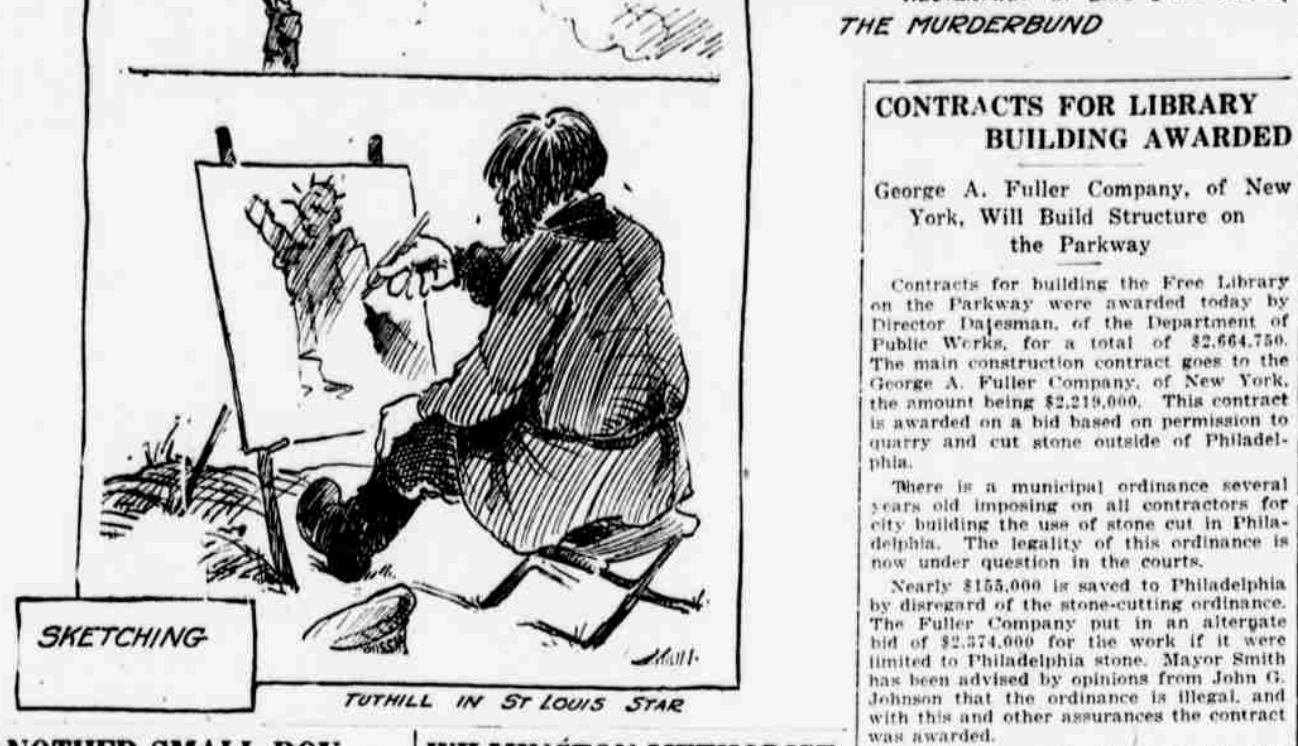 THE MURDERBUND
SKETCHING
RUSSIA
TUTHILL IN ST LOUIS STAR
CONTRACTS FOR LIBRARY
BUILDING AWARDED
George A. Fuller Company, of New
York, Will Build Structure on
the Parkway
Contracts for building the Free Library
on the Parkway were awarded today by
Director Datesman, of the Department of
Public Works, for a total of $2,664,750.
The main construction contract goes to the
George A. Fuller Company, of New York,
the amount being $2,219,000. This contract
is awarded on a bid based on permission to
quarry and cut stone outside of Philadel-
phia.
There is a municipal ordinance several
years old imposing on all contractors for
city building the use of stone cut in Phila-
delphia. The legality of this ordinance is
now under question in the courts.
Nearly $155,000 is saved to Philadelphia
by disregard of the stone-cutting ordinance.
The Fuller Company put in an altergate
bid of $2,374,000 for the work if it were
limited to Philadelphia stone. Mayor Smith
has been advised by opinions from John G.
Johnson that the ordinance is illegal, and
with this and other assurances the contract
was awarded.